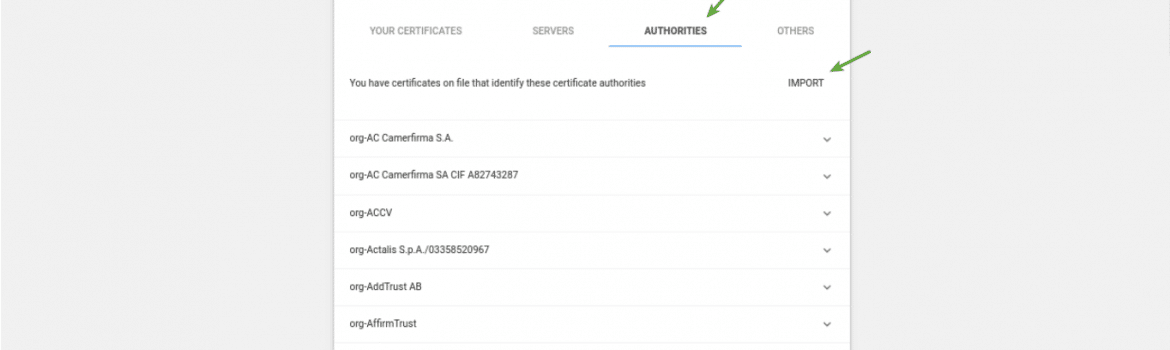 YOUR CERTIFICATES SERVERS AUTHORITIES OTHERS
You have certificates on file that identify these certificate authorities IMPORT
org-AC Camerfirma S.A.
org-AC Camerfirma SA CIF A82743287
org-ACCV
org-Actalis S.p.A./03358520967
org-AddTrust AB
org-AffirmTrust